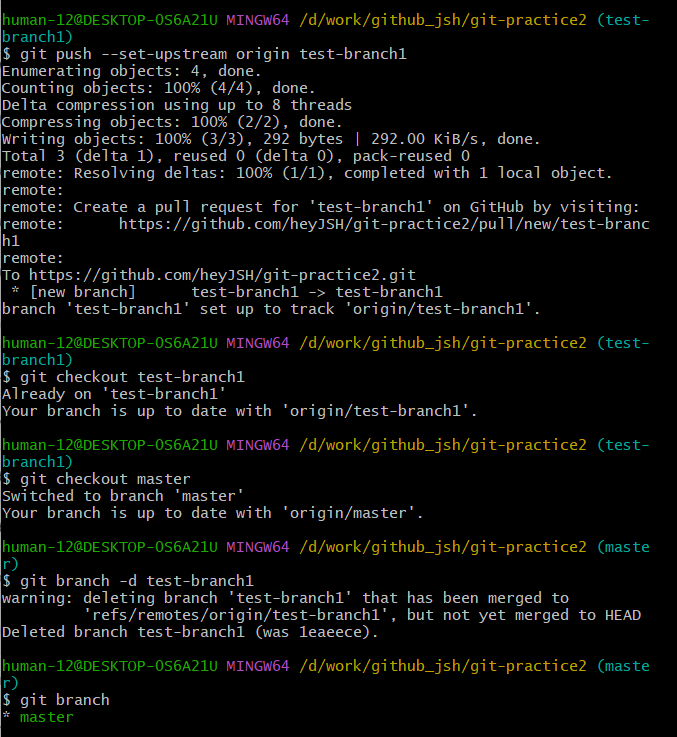 human-12@DESKTOP-OS6A21U MINGW64 /d/work/github_jsh/git-practice2 (test-
branch1)
$ git push --set-upstream origin test-branch1
Enumerating objects: 4, done.
Counting objects: 100% (4/4), done.
Delta compression using up to 8 threads
Compressing objects: 100% (2/2), done.
Writing objects: 100% (3/3), 292 bytes | 292.00 KiB/s, done.
Total 3 (delta 1), reused 0 (delta 0), pack-reused 0
remote: Resolving deltas: 100% (1/1), completed with 1 local object.
remote:
remote: Create a pull request for 'test-branch1' on GitHub by visiting:
remote:      https://github.com/heyJSH/git-practice2/pull/new/test-branc
h1
remote:
To https://github.com/heyJSH/git-practice2.git
 * [new branch]      test-branch1 -> test-branch1
branch 'test-branch1' set up to track 'origin/test-branch1'.

human-12@DESKTOP-OS6A21U MINGW64 /d/work/github_jsh/git-practice2 (test-
branch1)
$ git checkout test-branch1
Already on 'test-branch1'
Your branch is up to date with 'origin/test-branch1'.

human-12@DESKTOP-OS6A21U MINGW64 /d/work/github_jsh/git-practice2 (test-
branch1)
$ git checkout master
Switched to branch 'master'
Your branch is up to date with 'origin/master'.

human-12@DESKTOP-OS6A21U MINGW64 /d/work/github_jsh/git-practice2 (maste
r)
$ git branch -d test-branch1
warning: deleting branch 'test-branch1' that has been merged to
         'refs/remotes/origin/test-branch1', but not yet merged to HEAD
Deleted branch test-branch1 (was 1eaeece).

human-12@DESKTOP-OS6A21U MINGW64 /d/work/github_jsh/git-practice2 (maste
r)
$ git branch
* master